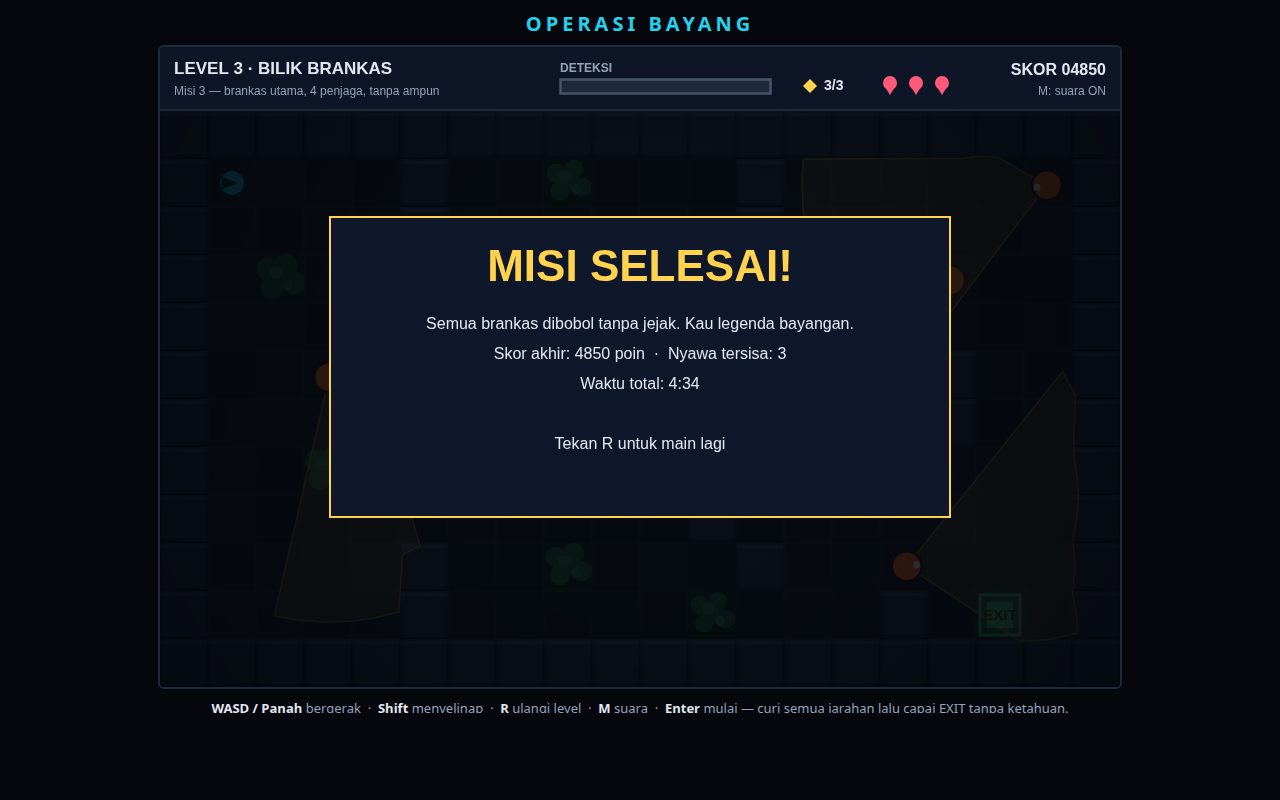 OPERASI BAYANG
LEVEL 3 · BILIK BRANKAS
Misi 3 — brankas utama, 4 penjaga, tanpa ampun
DETEKSI
3/3
SKOR 04850
M: suara ON
MISI SELESAI!
Semua brankas dibobol tanpa jejak. Kau legenda bayangan.
Skor akhir: 4850 poin · Nyawa tersisa: 3
Waktu total: 4:34
Tekan R untuk main lagi
EXIT
WASD / Panah bergerak · Shift menyelinap · R ulangi level · M suara · Enter mulai — curi semua jarahan lalu capai EXIT tanpa ketahuan.